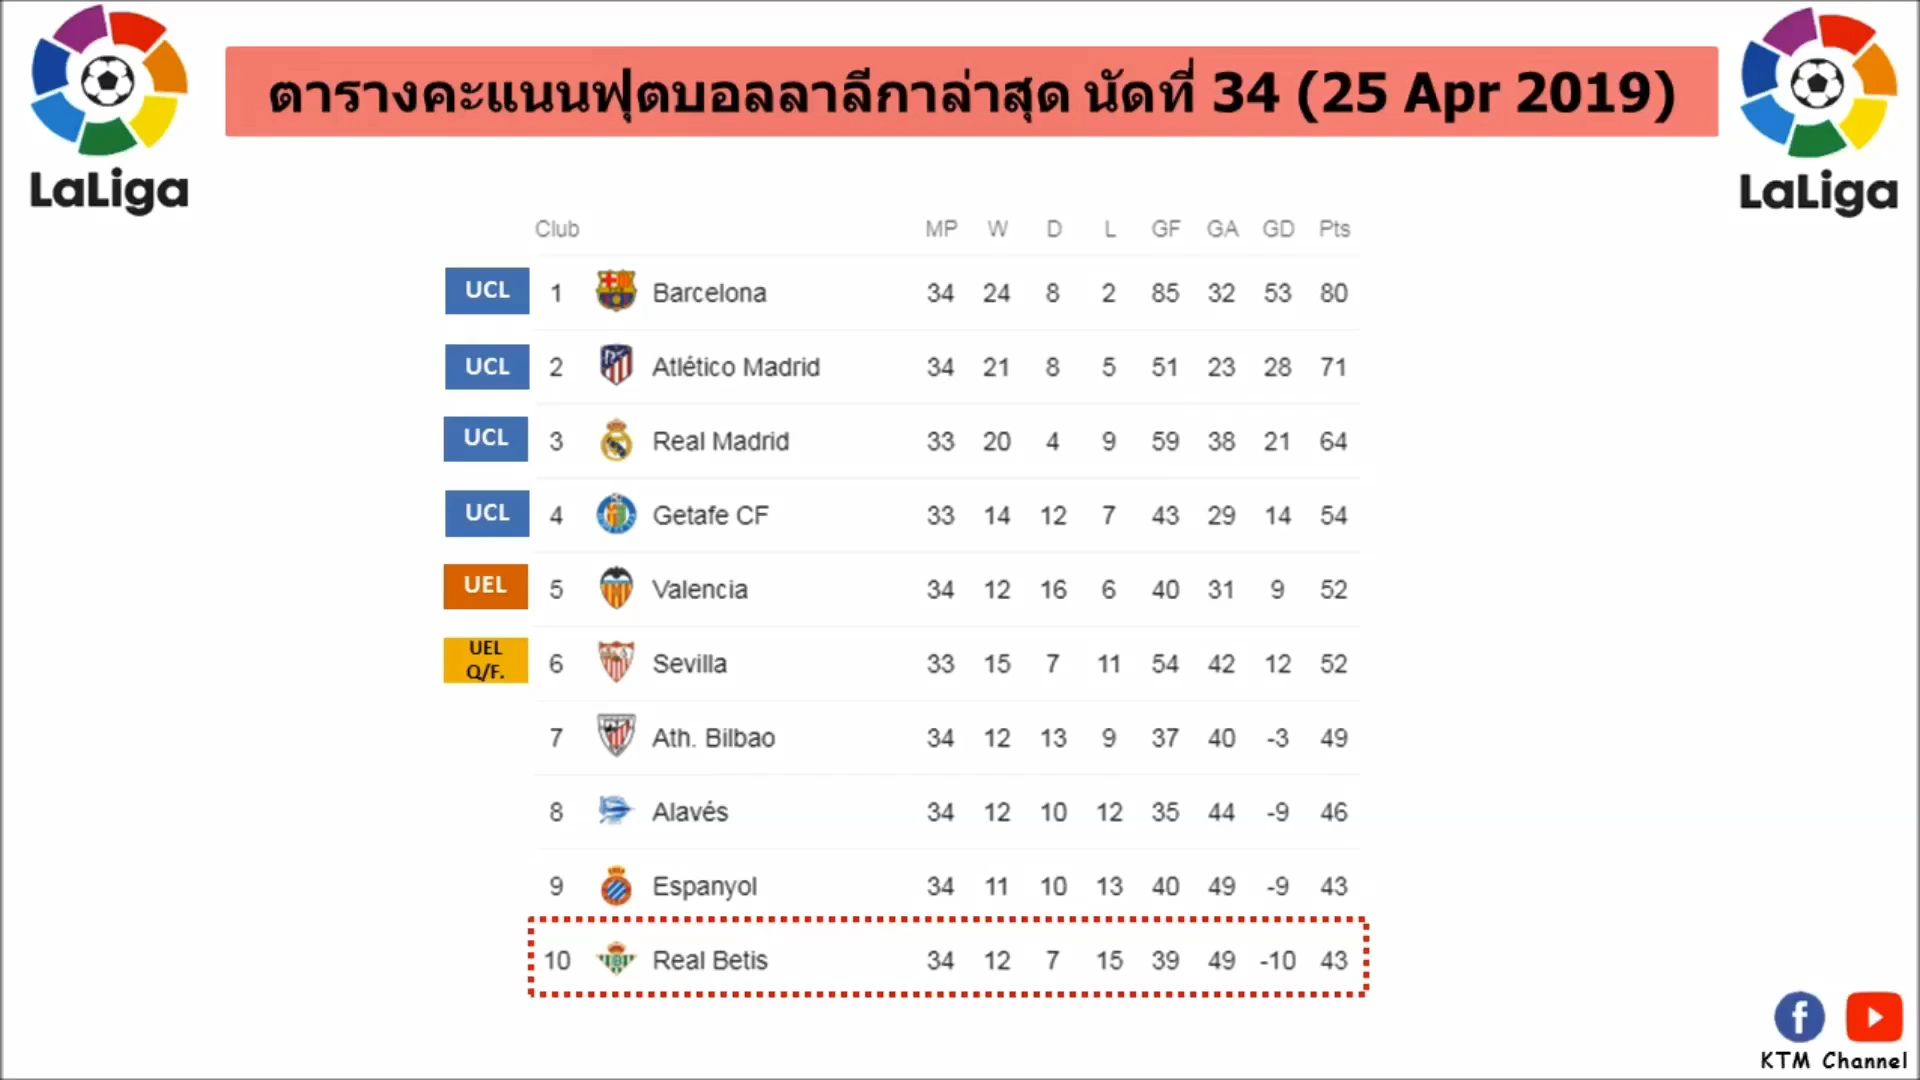 ตารางคะแนนฟุตบอลลาลีกาล่าสุด นัดที่ 34 (25 Apr 2019)
LaLiga
LaLiga
Club MP W D L GF GA GD Pts
UCL 1 Barcelona 34 24 8 2 85 32 53 80
UCL 2 Atlético Madrid 34 21 8 5 51 23 28 71
UCL 3 Real Madrid 33 20 4 9 59 38 21 64
UCL 4 Getafe CF 33 14 12 7 43 29 14 54
UEL 5 Valencia 34 12 16 6 40 31 9 52
UEL Q/F. 6 Sevilla 33 15 7 11 54 42 12 52
7 Ath. Bilbao 34 12 13 9 37 40 -3 49
8 Alavés 34 12 10 12 35 44 -9 46
9 Espanyol 34 11 10 13 40 49 -9 43
10 Real Betis 34 12 7 15 39 49 -10 43
KTM Channel